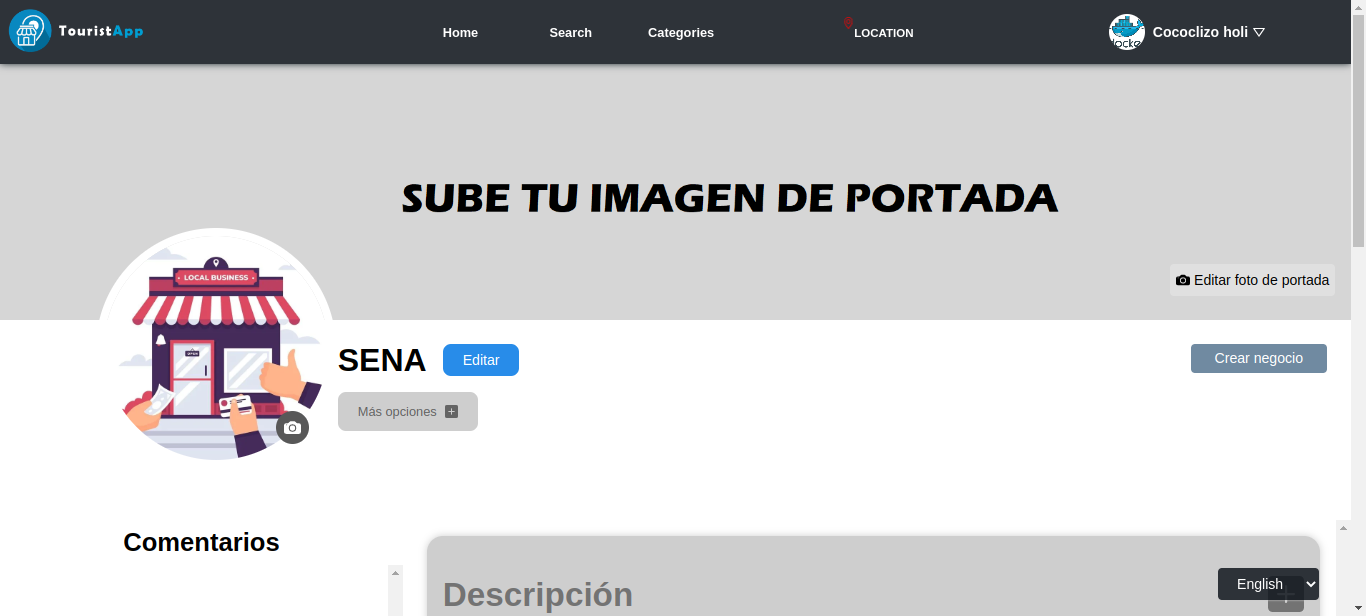 TouristApp
Home
Search
Categories
LOCATION
Cococlizo holi
SUBE TU IMAGEN DE PORTADA
LOCAL BUSINESS
OPEN
Editar foto de portada
SENA
Editar
Crear negocio
Más opciones
Comentarios
Descripción
English